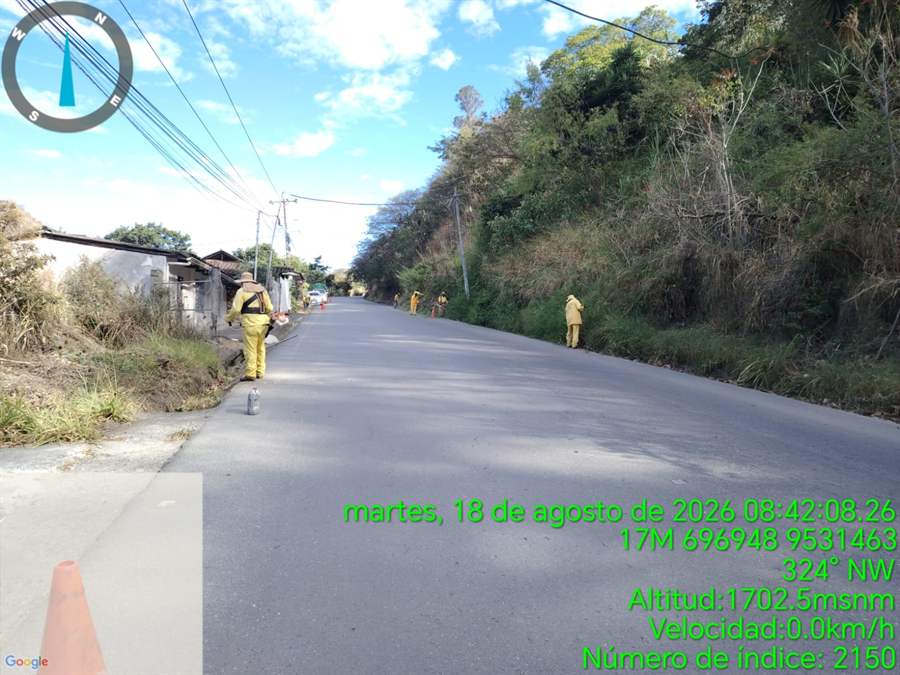 N
W
E
S
martes, 18 de agosto de 2026 08:42:08.26
17M 696948 9531463
324° NW
Altitud:1702.5msnm
Velocidad:0.0km/h
Número de índice: 2150
Google